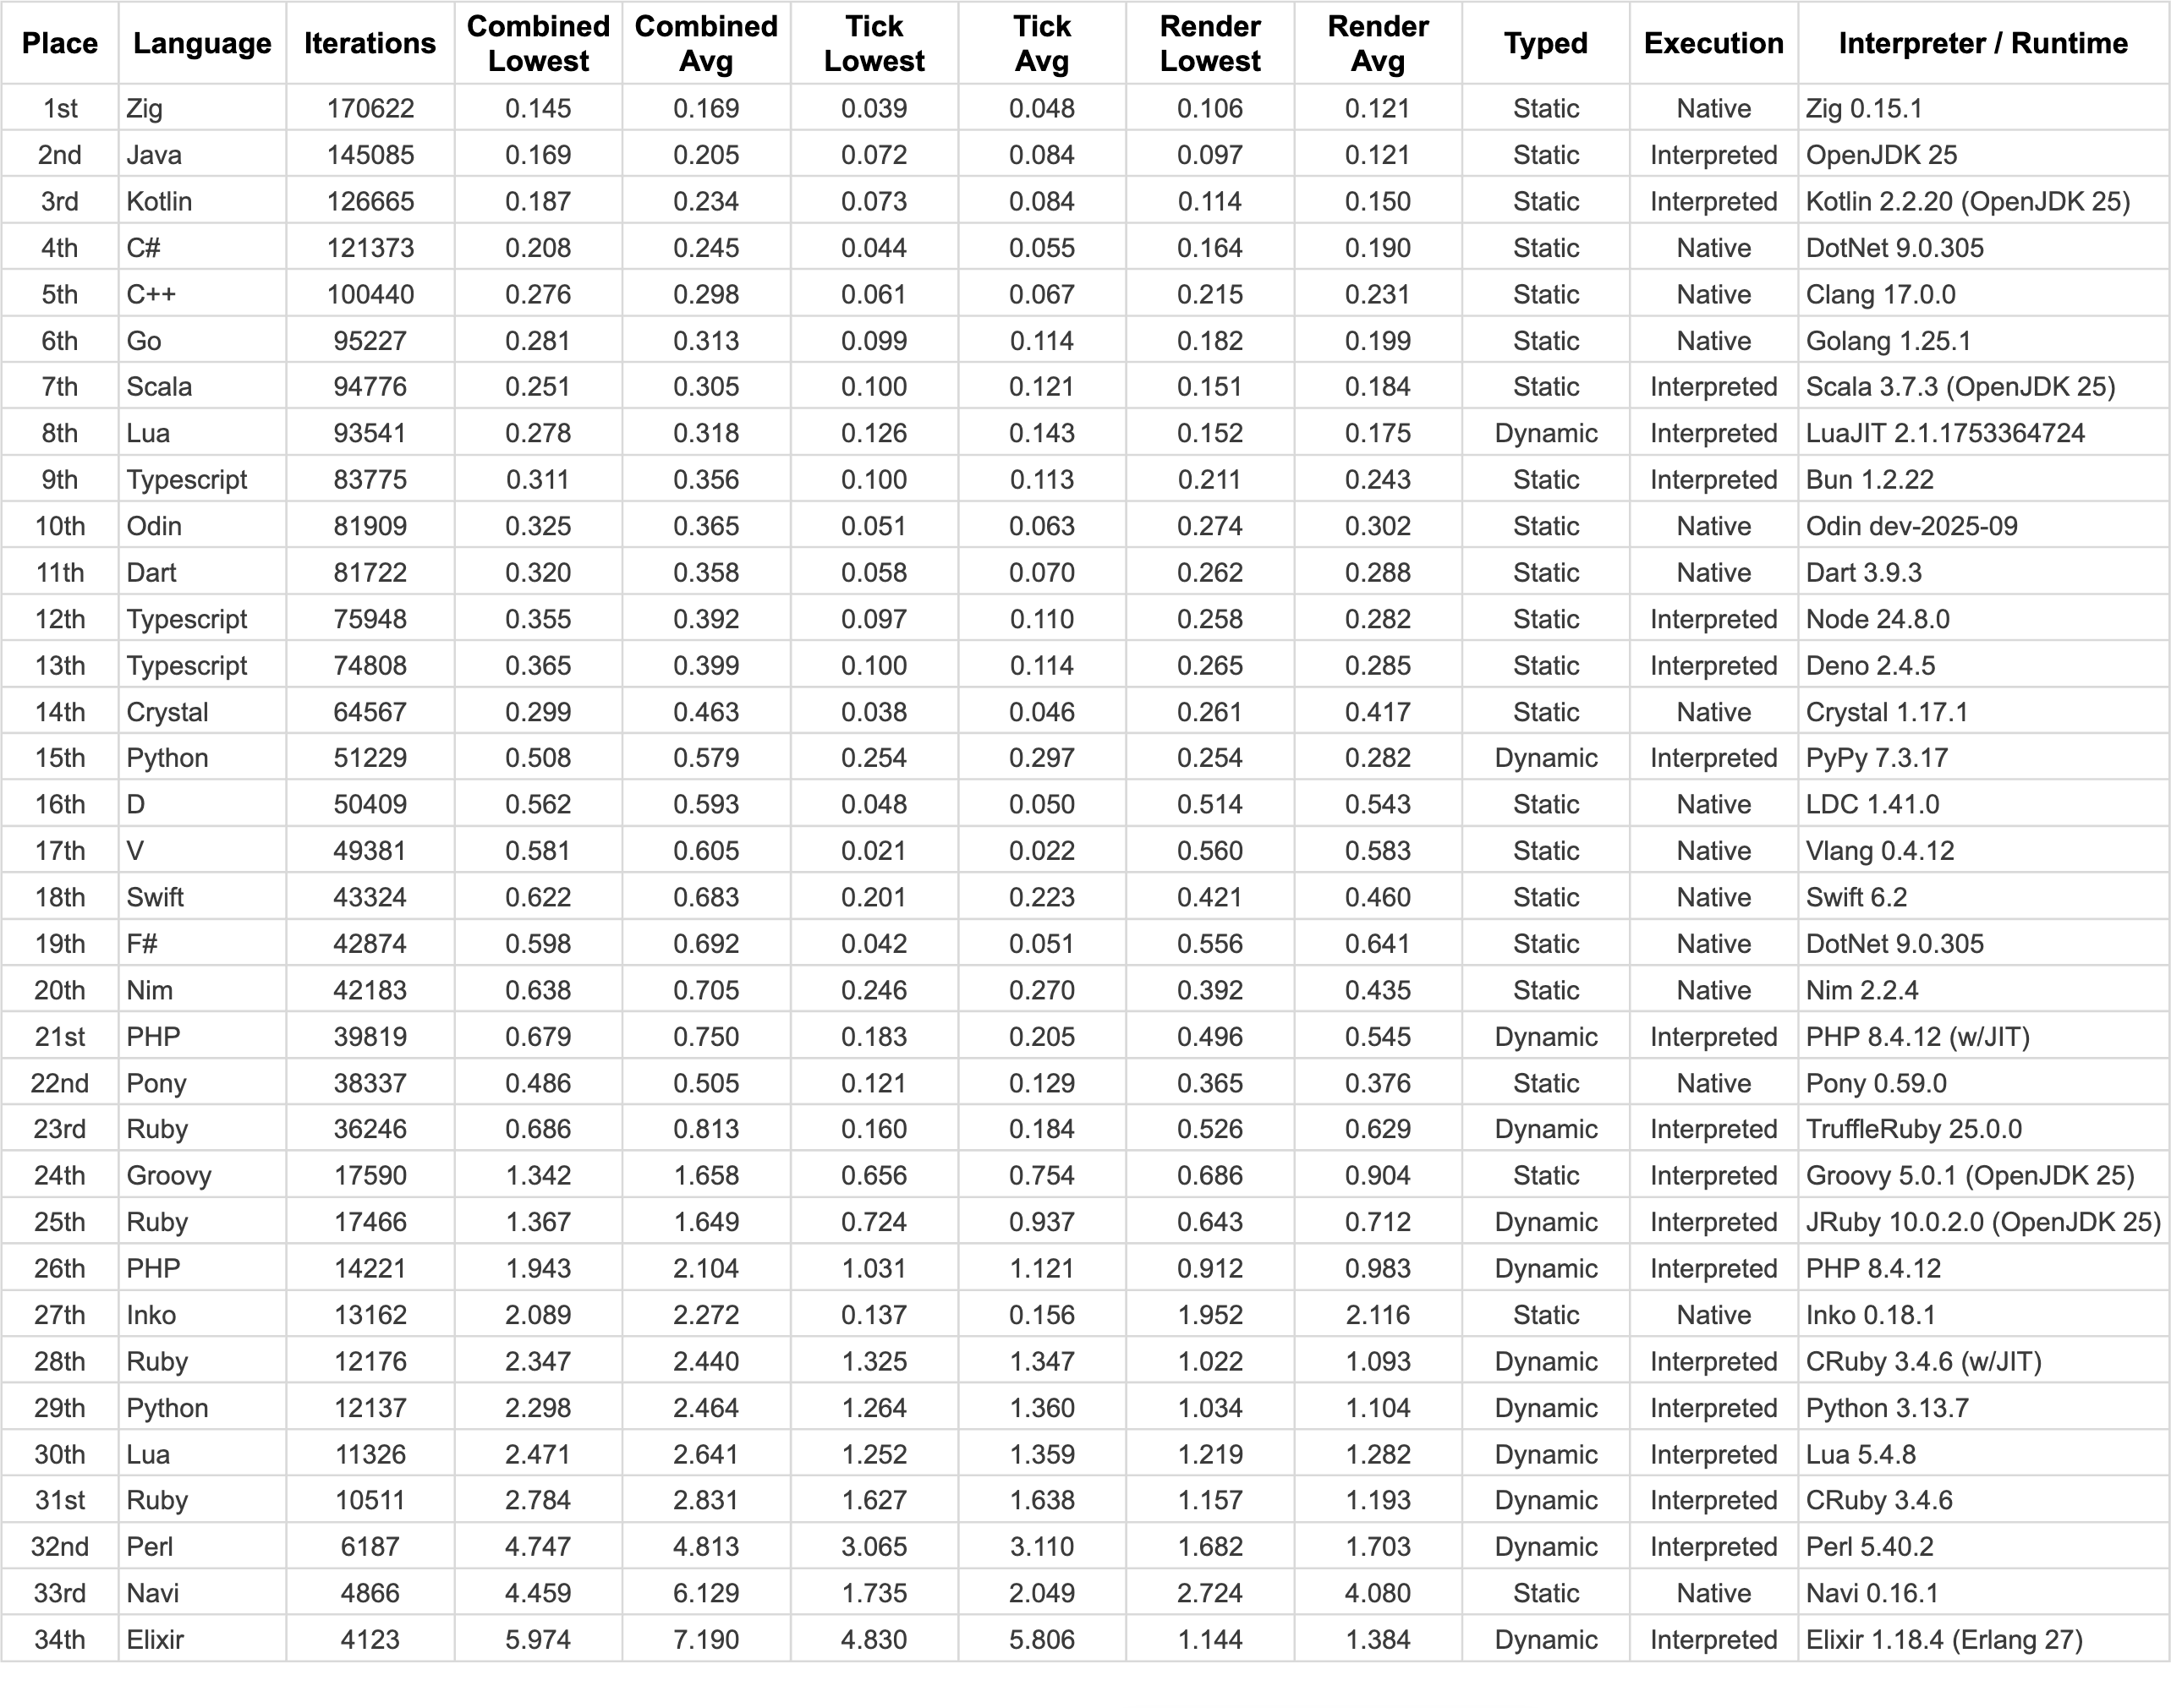 Place Language Iterations Combined Lowest Combined Avg Tick Lowest Tick Avg Render Lowest Render Avg Typed Execution Interpreter / Runtime
1st Zig 170622 0.145 0.169 0.039 0.048 0.106 0.121 Static Native Zig 0.15.1
2nd Java 145085 0.169 0.205 0.072 0.084 0.097 0.121 Static Interpreted OpenJDK 25
3rd Kotlin 126665 0.187 0.234 0.073 0.084 0.114 0.150 Static Interpreted Kotlin 2.2.20 (OpenJDK 25)
4th C# 121373 0.208 0.245 0.044 0.055 0.164 0.190 Static Native DotNet 9.0.305
5th C++ 100440 0.276 0.298 0.061 0.067 0.215 0.231 Static Native Clang 17.0.0
6th Go 95227 0.281 0.313 0.099 0.114 0.182 0.199 Static Native Golang 1.25.1
7th Scala 94776 0.251 0.305 0.100 0.121 0.151 0.184 Static Interpreted Scala 3.7.3 (OpenJDK 25)
8th Lua 93541 0.278 0.318 0.126 0.143 0.152 0.175 Dynamic Interpreted LuaJIT 2.1.1753364724
9th Typescript 83775 0.311 0.356 0.100 0.113 0.211 0.243 Static Interpreted Bun 1.2.22
10th Odin 81909 0.325 0.365 0.051 0.063 0.274 0.302 Static Native Odin dev-2025-09
11th Dart 81722 0.320 0.358 0.058 0.070 0.262 0.288 Static Native Dart 3.9.3
12th Typescript 75948 0.355 0.392 0.097 0.110 0.258 0.282 Static Interpreted Node 24.8.0
13th Typescript 74808 0.365 0.399 0.100 0.114 0.265 0.285 Static Interpreted Deno 2.4.5
14th Crystal 64567 0.299 0.463 0.038 0.046 0.261 0.417 Static Native Crystal 1.17.1
15th Python 51229 0.508 0.579 0.254 0.297 0.254 0.282 Dynamic Interpreted PyPy 7.3.17
16th D 50409 0.562 0.593 0.048 0.050 0.514 0.543 Static Native LDC 1.41.0
17th V 49381 0.581 0.605 0.021 0.022 0.560 0.583 Static Native Vlang 0.4.12
18th Swift 43324 0.622 0.683 0.201 0.223 0.421 0.460 Static Native Swift 6.2
19th F# 42874 0.598 0.692 0.042 0.051 0.556 0.641 Static Native DotNet 9.0.305
20th Nim 42183 0.638 0.705 0.246 0.270 0.392 0.435 Static Native Nim 2.2.4
21st PHP 39819 0.679 0.750 0.183 0.205 0.496 0.545 Dynamic Interpreted PHP 8.4.12 (w/JIT)
22nd Pony 38337 0.486 0.505 0.121 0.129 0.365 0.376 Static Native Pony 0.59.0
23rd Ruby 36246 0.686 0.813 0.160 0.184 0.526 0.629 Dynamic Interpreted TruffleRuby 25.0.0
24th Groovy 17590 1.342 1.658 0.656 0.754 0.686 0.904 Static Interpreted Groovy 5.0.1 (OpenJDK 25)
25th Ruby 17466 1.367 1.649 0.724 0.937 0.643 0.712 Dynamic Interpreted JRuby 10.0.2.0 (OpenJDK 25)
26th PHP 14221 1.943 2.104 1.031 1.121 0.912 0.983 Dynamic Interpreted PHP 8.4.12
27th Inko 13162 2.089 2.272 0.137 0.156 1.952 2.116 Static Native Inko 0.18.1
28th Ruby 12176 2.347 2.440 1.325 1.347 1.022 1.093 Dynamic Interpreted CRuby 3.4.6 (w/JIT)
29th Python 12137 2.298 2.464 1.264 1.360 1.034 1.104 Dynamic Interpreted Python 3.13.7
30th Lua 11326 2.471 2.641 1.252 1.359 1.219 1.282 Dynamic Interpreted Lua 5.4.8
31st Ruby 10511 2.784 2.831 1.627 1.638 1.157 1.193 Dynamic Interpreted CRuby 3.4.6
32nd Perl 6187 4.747 4.813 3.065 3.110 1.682 1.703 Dynamic Interpreted Perl 5.40.2
33rd Navi 4866 4.459 6.129 1.735 2.049 2.724 4.080 Static Native Navi 0.16.1
34th Elixir 4123 5.974 7.190 4.830 5.806 1.144 1.384 Dynamic Interpreted Elixir 1.18.4 (Erlang 27)